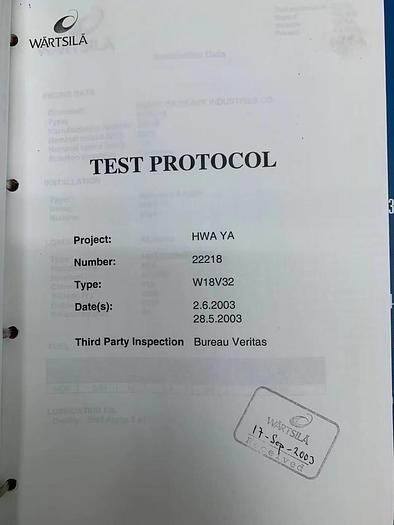 WÄRTSILÄ
TEST PROTOCOL
Project: HWA YA
Number: 22218
Type: W18V32
Date(s): 2.6.2003
28.5.2003
Third Party Inspection Bureau Veritas
WÄRTSILÄ
17-Sep-2003
Received